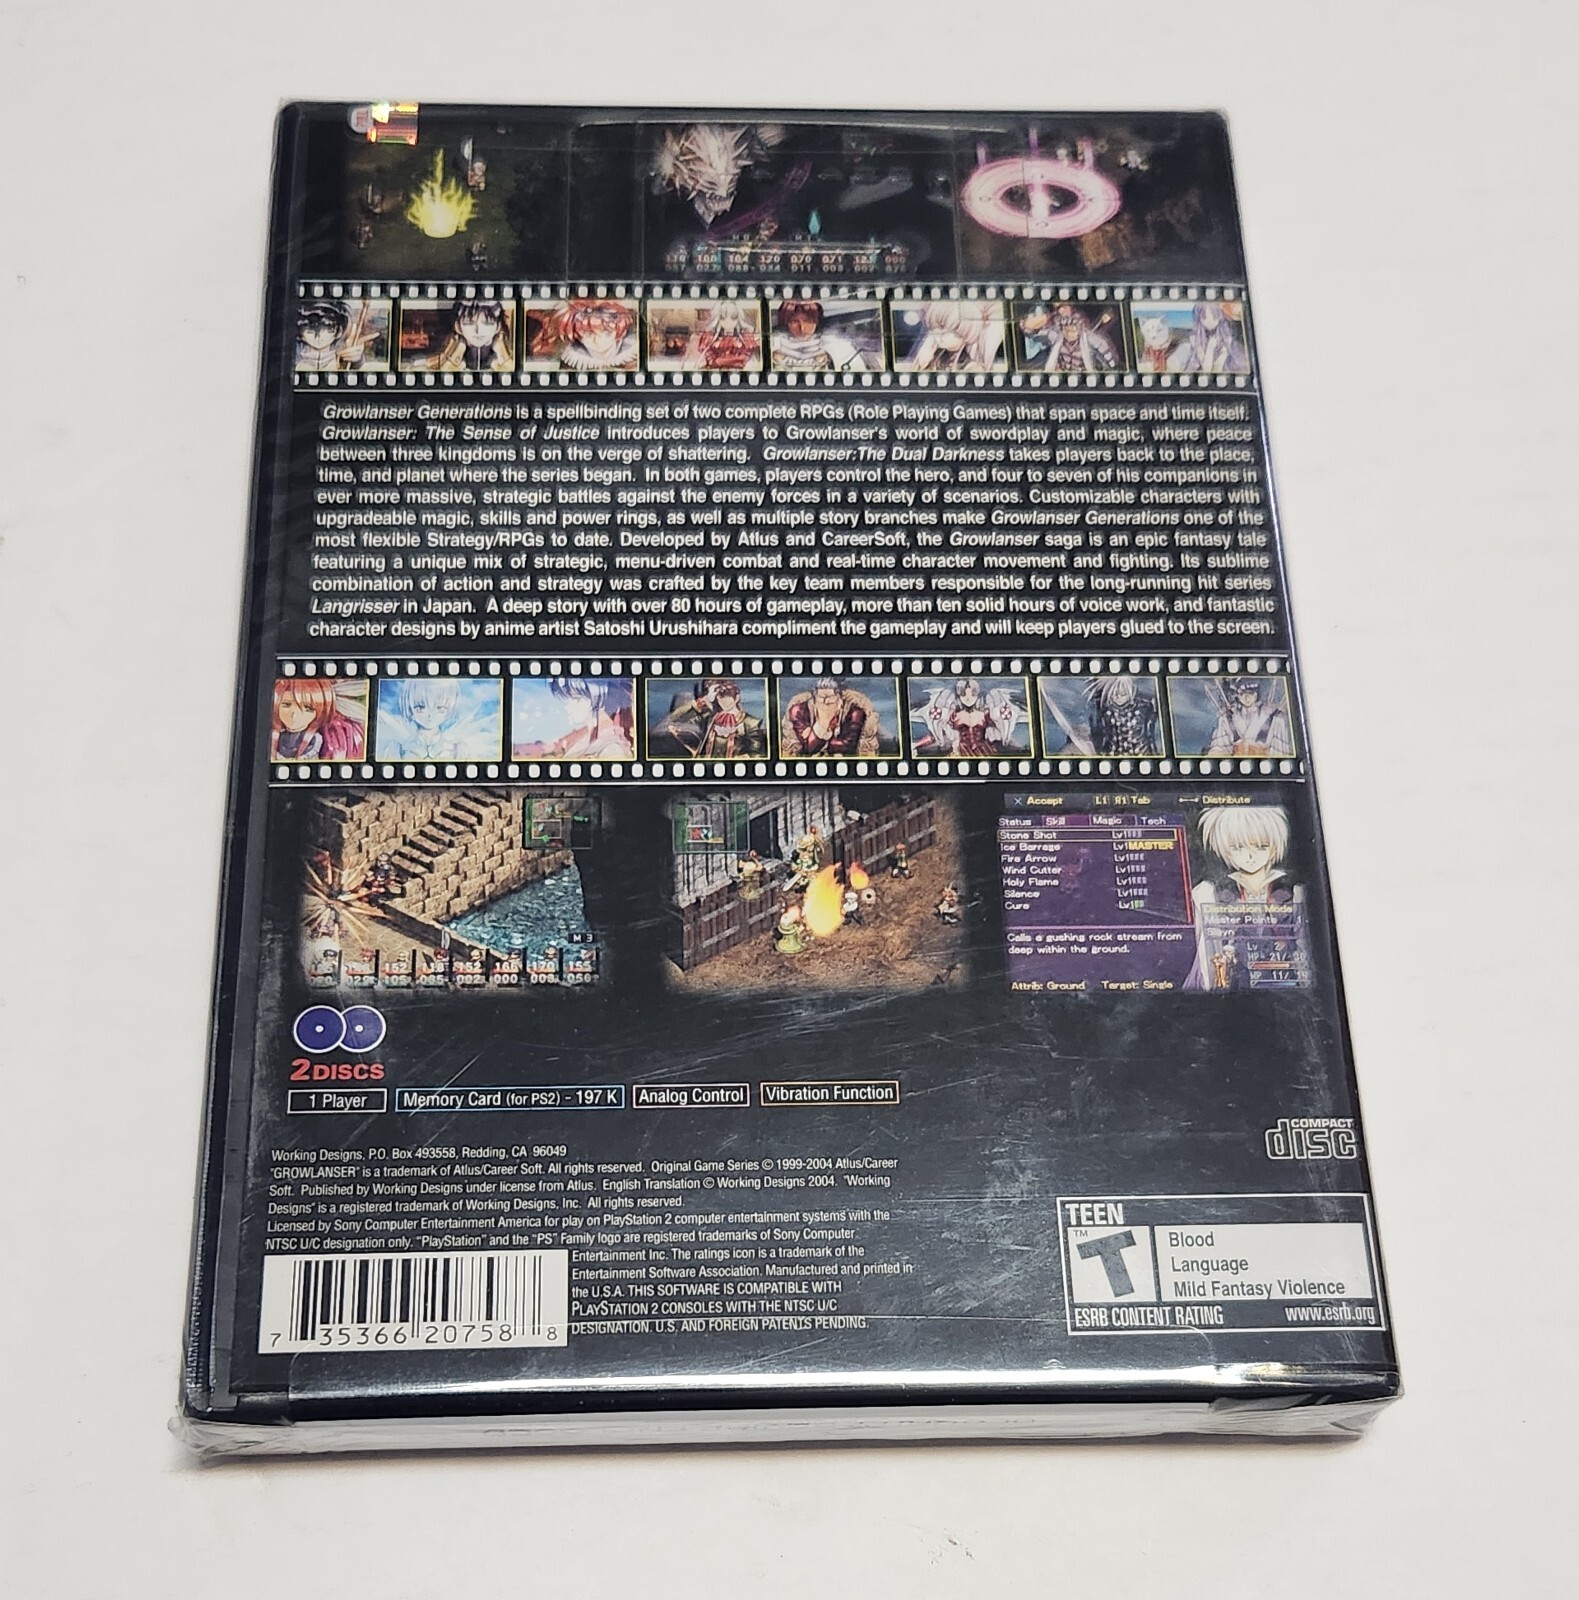 Growlanser Generations is a spellbinding set of two complete RPGs (Role Playing Games) that span space and time itself.
Growlanser: The Sense of Justice introduces players to Growlanser's world of swordplay and magic, where peace
between three kingdoms is on the verge of shattering. Growlanser:The Dual Darkness takes players back to the place,
time, and planet where the series began. In both games, players control the hero, and four to seven of his companions in
ever more massive, strategic battles against the enemy forces in a variety of scenarios. Customizable characters with
upgradeable magic, skills and power rings, as well as multiple story branches make Growlanser Generations one of the
most flexible Strategy/RPGs to date. Developed by Atlus and CareerSoft, the Growlanser saga is an epic fantasy tale
featuring a unique mix of strategic, menu-driven combat and real-time character movement and fighting. Its sublime
combination of action and strategy was crafted by the key team members responsible for the long-running hit series
Langrisser in Japan. A deep story with over 80 hours of gameplay, more than ten solid hours of voice work, and fantastic
character designs by anime artist Satoshi Urushihara compliment the gameplay and will keep players glued to the screen.
M 3
X Accept L1 R1 Tab Distribute
Status Skill Magic Tech
Stone Shot Lv1
Ice Barrage Lv1MASTER
Fire Arrow Lv1
Wind Cutter Lv1
Holy Flame Lv1
Silence Lv1
Cure Lv1
Distribution Mode
Master Points 1
Slayn
Calls a gushing rock stream from
deep within the ground.
Attrib: Ground Target: Single
2 DISCS
1 Player Memory Card (for PS2) - 197 K Analog Control Vibration Function
COMPACT
disc
Working Designs, P.O. Box 493558, Redding, CA 96049
"GROWLANSER" is a trademark of Atlus/Career Soft. All rights reserved. Original Game Series © 1999-2004 Atlus/Career
Soft. Published by Working Designs under license from Atlus. English Translation © Working Designs 2004. "Working
Designs" is a registered trademark of Working Designs, Inc. All rights reserved.
Licensed by Sony Computer Entertainment America for play on PlayStation 2 computer entertainment systems with the
NTSC U/C designation only. "PlayStation" and the "PS" Family logo are registered trademarks of Sony Computer
Entertainment Inc. The ratings icon is a trademark of the
Entertainment Software Association. Manufactured and printed in
the U.S.A. THIS SOFTWARE IS COMPATIBLE WITH
PLAYSTATION 2 CONSOLES WITH THE NTSC U/C
DESIGNATION. U.S. AND FOREIGN PATENTS PENDING.
7 35366 20758 8
TEEN
T
TM
Blood
Language
Mild Fantasy Violence
ESRB CONTENT RATING www.esrb.org